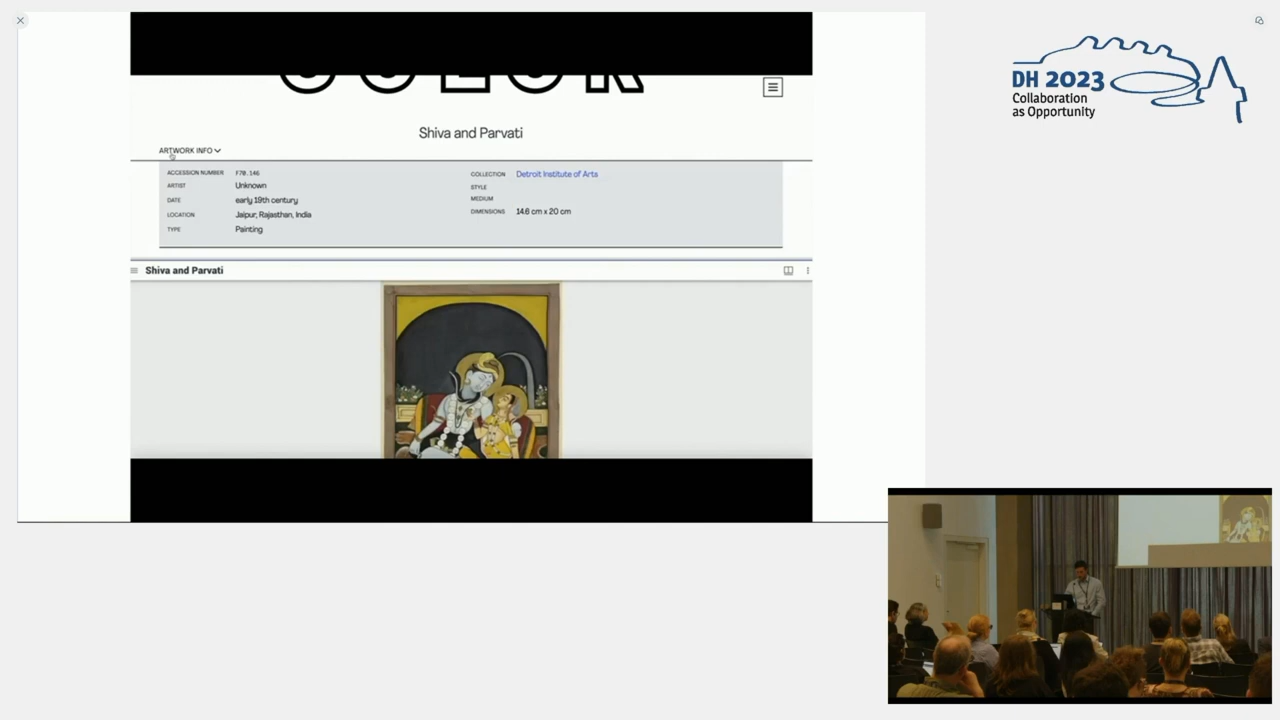 COLOR
Shiva and Parvati
ARTWORK INFO
ACCESSION NUMBER F70.146
ARTIST Unknown
DATE early 19th century
LOCATION Jaipur, Rajasthan, India
TYPE Painting
COLLECTION Detroit Institute of Arts
STYLE
MEDIUM
DIMENSIONS 14.6 cm x 20 cm
Shiva and Parvati
DH 2023
Collaboration
as Opportunity